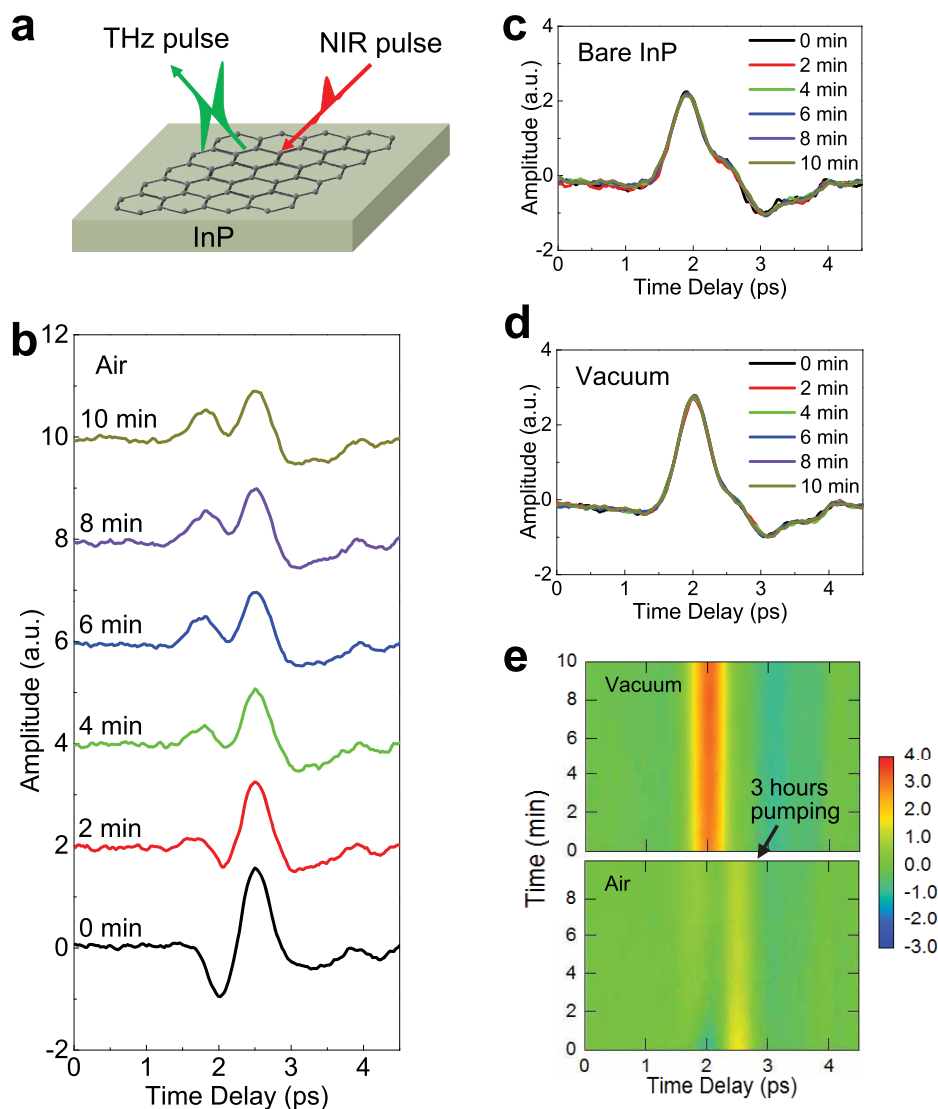 a
THz pulse
NIR pulse
InP
b
12
10
8
6
4
2
0
-2
Amplitude (a.u.)
Air
10 min
8 min
6 min
4 min
2 min
0 min
0 1 2 3 4
Time Delay (ps)
c
Bare InP
0 min
2 min
4 min
6 min
8 min
10 min
4
2
0
-2
Amplitude (a.u.)
0 1 2 3 4
Time Delay (ps)
d
Vacuum
0 min
2 min
4 min
6 min
8 min
10 min
4
2
0
-2
Amplitude (a.u.)
0 1 2 3 4
Time Delay (ps)
e
10
8
6
4
2
0
Vacuum
3 hours
pumping
Time (min)
Air
8
6
4
2
0
0 1 2 3 4
Time Delay (ps)
4.0
3.0
2.0
1.0
0.0
-1.0
-2.0
-3.0